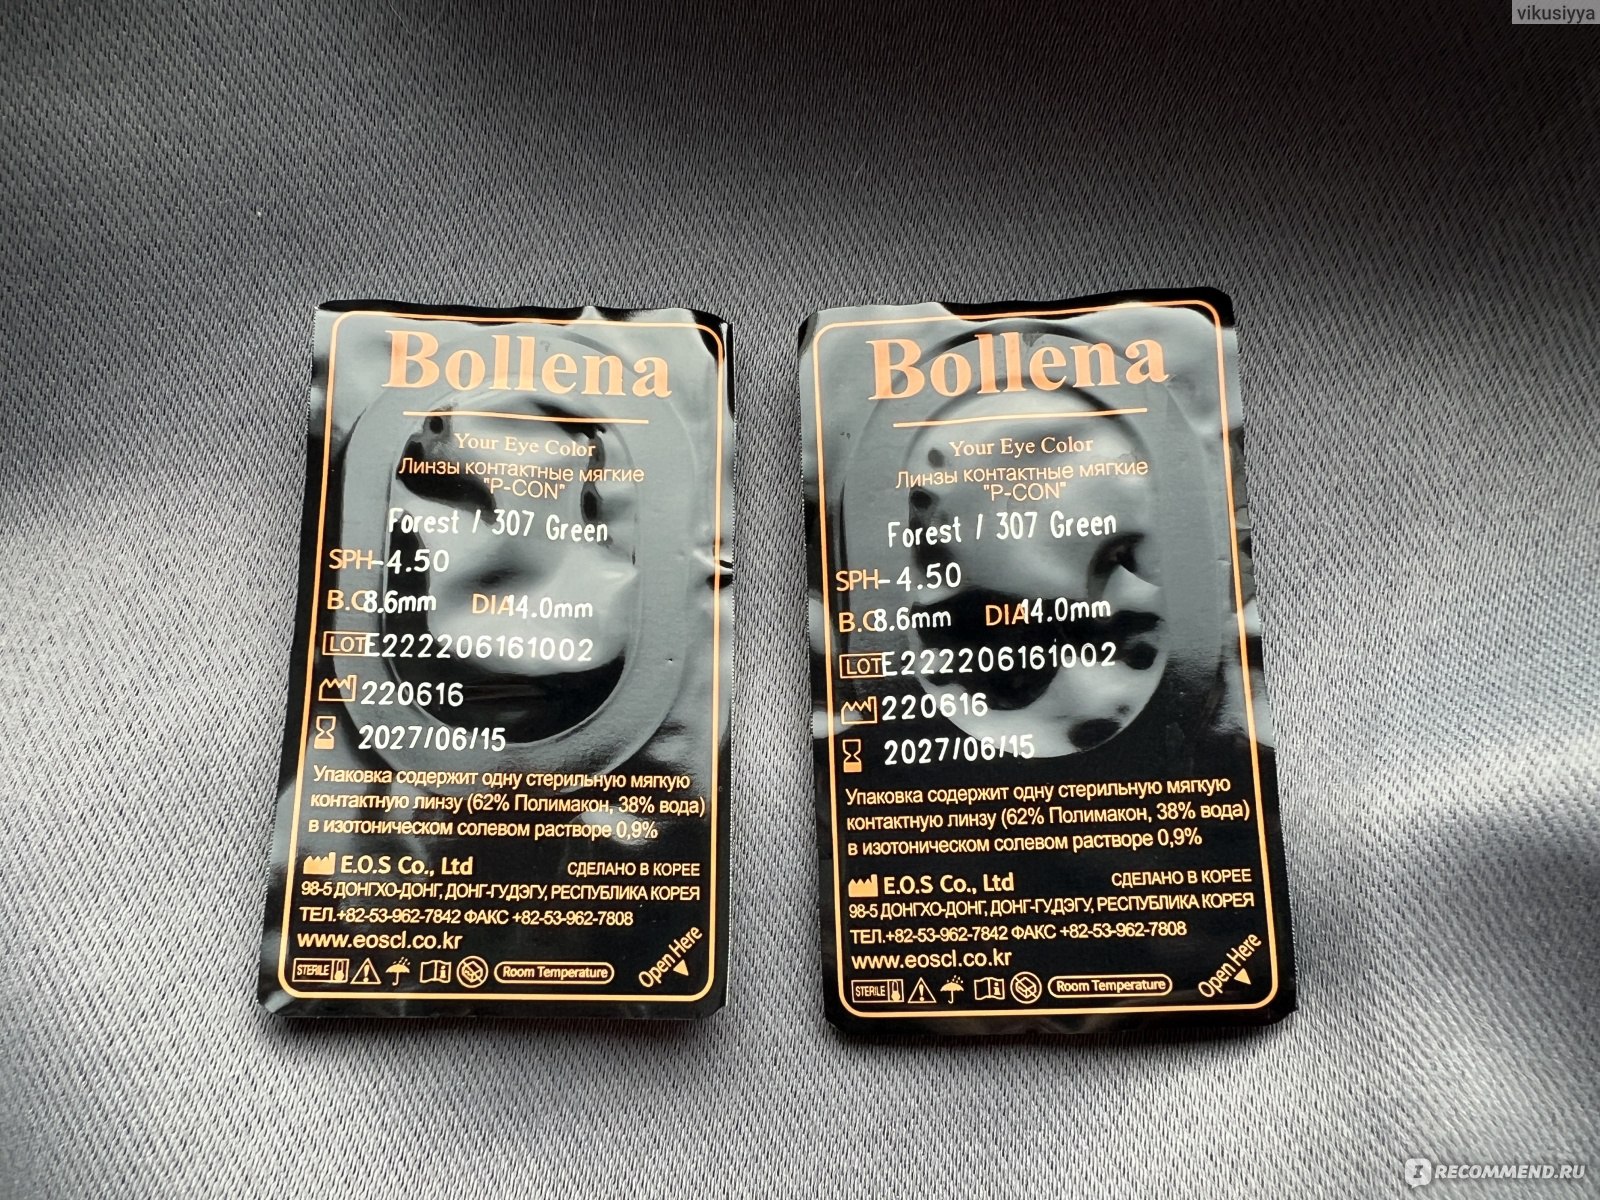 vikusiyya
Bollena
Your Eye Color
Линзы контактные мягкие
"P-CON"
Forest / 307 Green
SPH-4.50
B.C 8.6mm DIA 14.0mm
LOT E222206161002
220616
2027/06/15
Упаковка содержит одну стерильную мягкую
контактную линзу (62% Полимакон, 38% вода)
в изотоническом солевом растворе 0,9%
E.O.S Co., Ltd СДЕЛАНО В КОРЕЕ
98-5 ДОНГХО-ДОНГ, ДОНГ-ГУДЭГУ, РЕСПУБЛИКА КОРЕЯ
ТЕЛ.+82-53-962-7842 ФАКС +82-53-962-7808
www.eoscl.co.kr
STERILE Room Temperature Open Here
Bollena
Your Eye Color
Линзы контактные мягкие
"P-CON"
Forest / 307 Green
SPH-4.50
B.C 8.6mm DIA 14.0mm
LOT E222206161002
220616
2027/06/15
Упаковка содержит одну стерильную мягкую
контактную линзу (62% Полимакон, 38% вода)
в изотоническом солевом растворе 0,9%
E.O.S Co., Ltd СДЕЛАНО В КОРЕЕ
98-5 ДОНГХО-ДОНГ, ДОНГ-ГУДЭГУ, РЕСПУБЛИКА КОРЕЯ
ТЕЛ.+82-53-962-7842 ФАКС +82-53-962-7808
www.eoscl.co.kr
STERILE Room Temperature Open Here
IRECOMMEND.RU